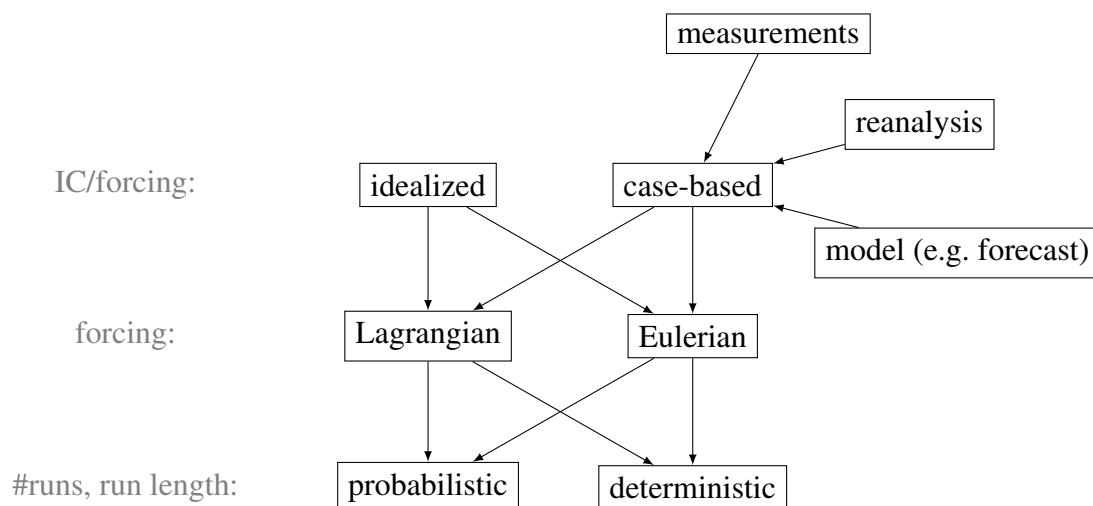 measurements
reanalysis
IC/forcing:
idealized
case-based
model (e.g. forecast)
forcing:
Lagrangian
Eulerian
#runs, run length:
probabilistic
deterministic